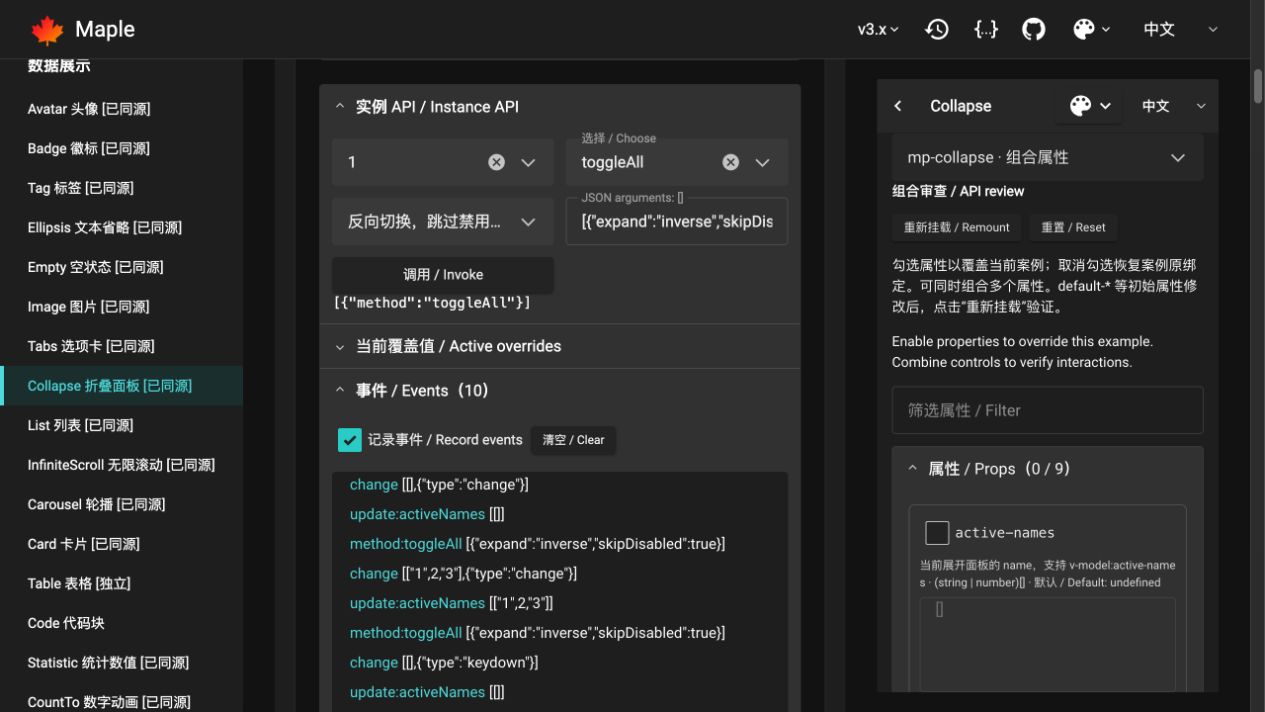 Maple
v3.x
{...}
中文
数据展示
Avatar 头像 [已同源]
Badge 徽标 [已同源]
Tag 标签 [已同源]
Ellipsis 文本省略 [已同源]
Empty 空状态 [已同源]
Image 图片 [已同源]
Tabs 选项卡 [已同源]
Collapse 折叠面板 [已同源]
List 列表 [已同源]
InfiniteScroll 无限滚动 [已同源]
Carousel 轮播 [已同源]
Card 卡片 [已同源]
Table 表格 [独立]
Code 代码块
Statistic 统计数值 [已同源]
CountTo 数字动画 [已同源]
实例 API / Instance API
1
选择 / Choose
toggleAll
反向切换，跳过禁用...
JSON arguments: []
[{"expand":"inverse","skipDis
调用 / Invoke
[{"method":"toggleAll"}]
当前覆盖值 / Active overrides
事件 / Events（10）
记录事件 / Record events
清空 / Clear
change [[],{"type":"change"}]
update:activeNames [[]]
method:toggleAll [{"expand":"inverse","skipDisabled":true}]
change [["1",2,"3"],{"type":"change"}]
update:activeNames [["1",2,"3"]]
method:toggleAll [{"expand":"inverse","skipDisabled":true}]
change [[],{"type":"keydown"}]
update:activeNames [[]]
Collapse
中文
mp-collapse · 组合属性
组合审查 / API review
重新挂载 / Remount
重置 / Reset
勾选属性以覆盖当前案例；取消勾选恢复案例原绑
定。可同时组合多个属性。default-* 等初始属性修
改后，点击“重新挂载”验证。
Enable properties to override this example.
Combine controls to verify interactions.
筛选属性 / Filter
属性 / Props（0 / 9）
active-names
当前展开面板的 name，支持 v-model:active-name
s · (string | number)[] · 默认 / Default: undefined
[]